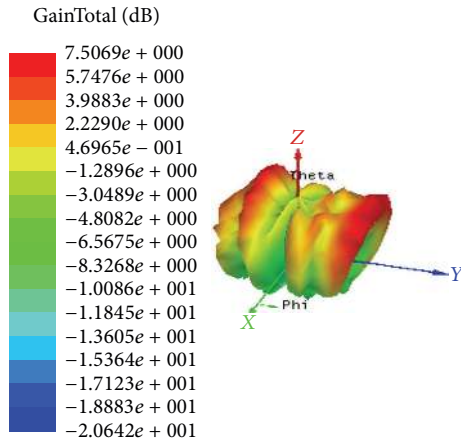 GainTotal (dB)
7.5069e + 000
5.7476e + 000
3.9883e + 000
2.2290e + 000
4.6965e − 001
−1.2896e + 000
−3.0489e + 000
−4.8082e + 000
−6.5675e + 000
−8.3268e + 000
−1.0086e + 001
−1.1845e + 001
−1.3605e + 001
−1.5364e + 001
−1.7123e + 001
−1.8883e + 001
−2.0642e + 001
Z
Theta
Y
Phi
X